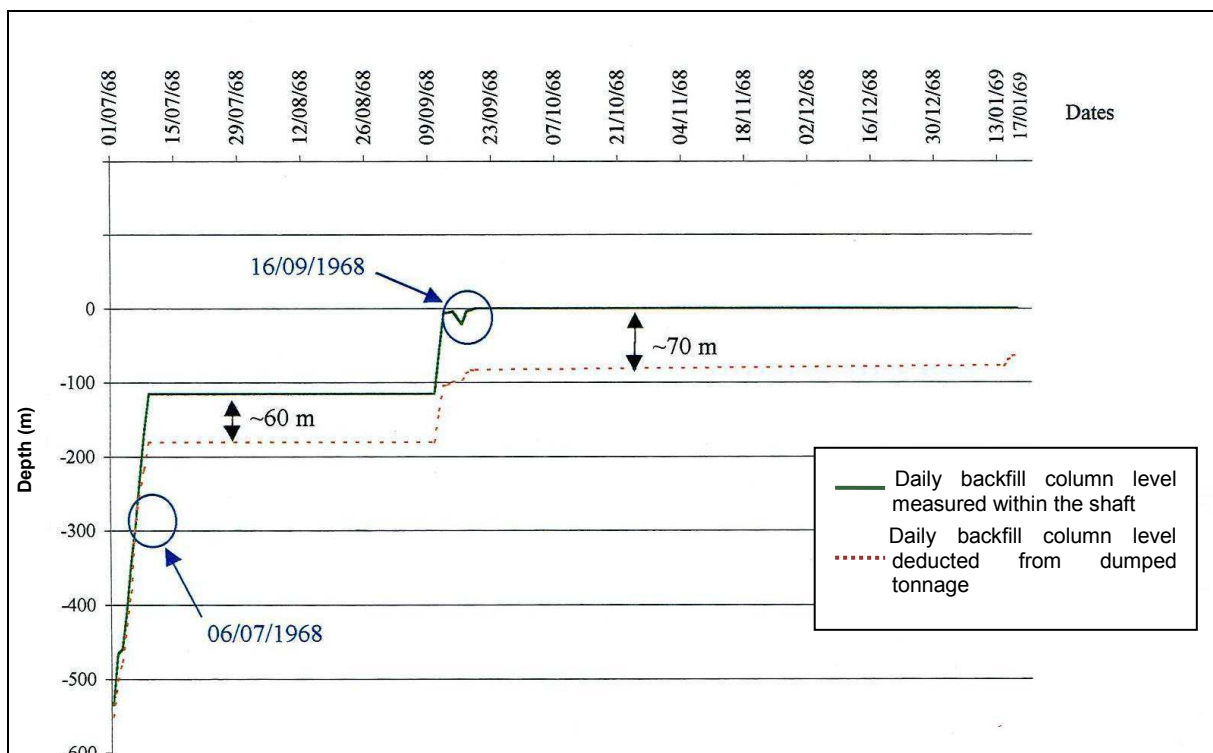 01/07/68
15/07/68
29/07/68
12/08/68
26/08/68
09/09/68
23/09/68
07/10/68
21/10/68
04/11/68
18/11/68
02/12/68
16/12/68
30/12/68
13/01/69
17/01/69
Dates
16/09/1968
0
~70 m
-100
~60 m
-200
Depth (m)
-300
-400
06/07/1968
-500
-600
Daily backfill column level
measured within the shaft
Daily backfill column level
deducted from dumped
tonnage